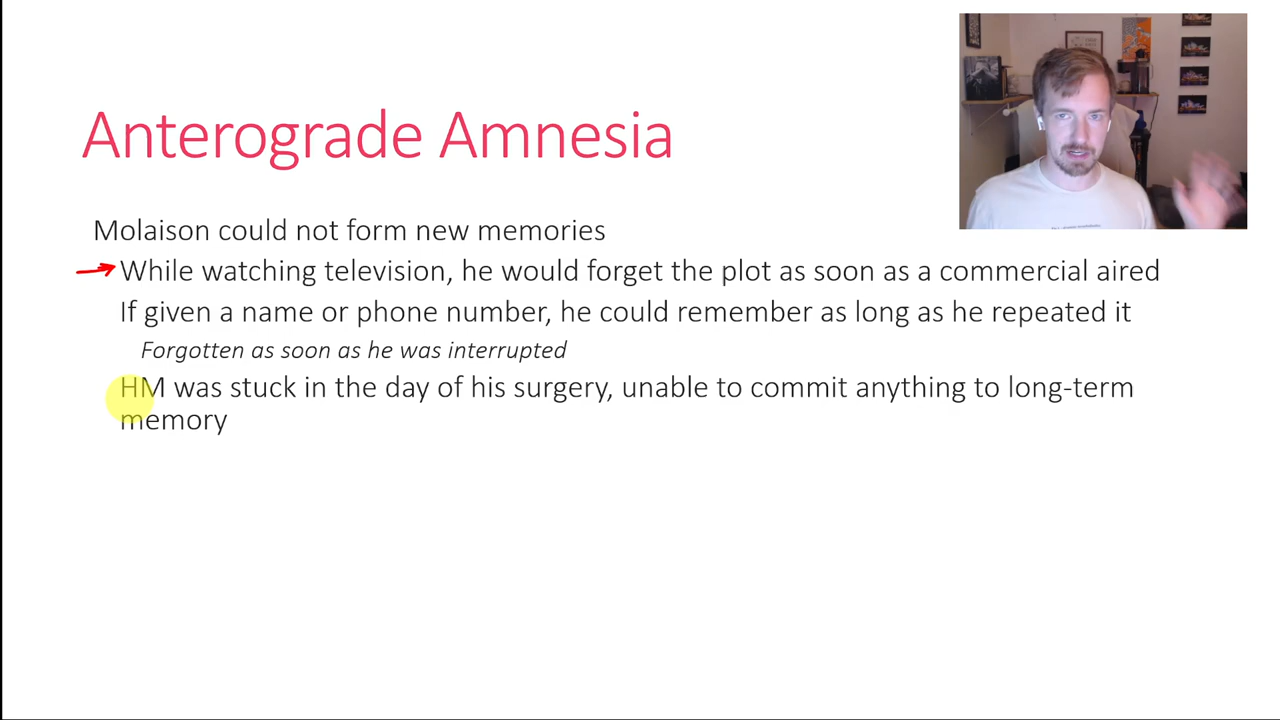 Anterograde Amnesia
Molaison could not form new memories
While watching television, he would forget the plot as soon as a commercial aired
If given a name or phone number, he could remember as long as he repeated it
Forgotten as soon as he was interrupted
HM was stuck in the day of his surgery, unable to commit anything to long-term
memory